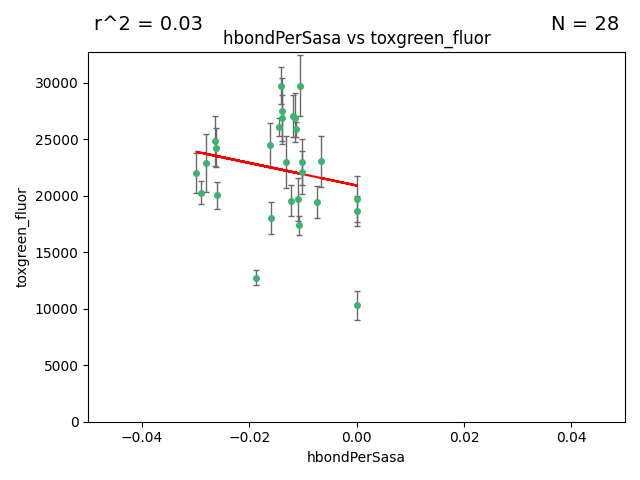 r^2 = 0.03
N = 28
hbondPerSasa vs toxgreen_fluor
30000
25000
20000
15000
10000
5000
0
toxgreen_fluor
−0.04
−0.02
0.00
0.02
0.04
hbondPerSasa